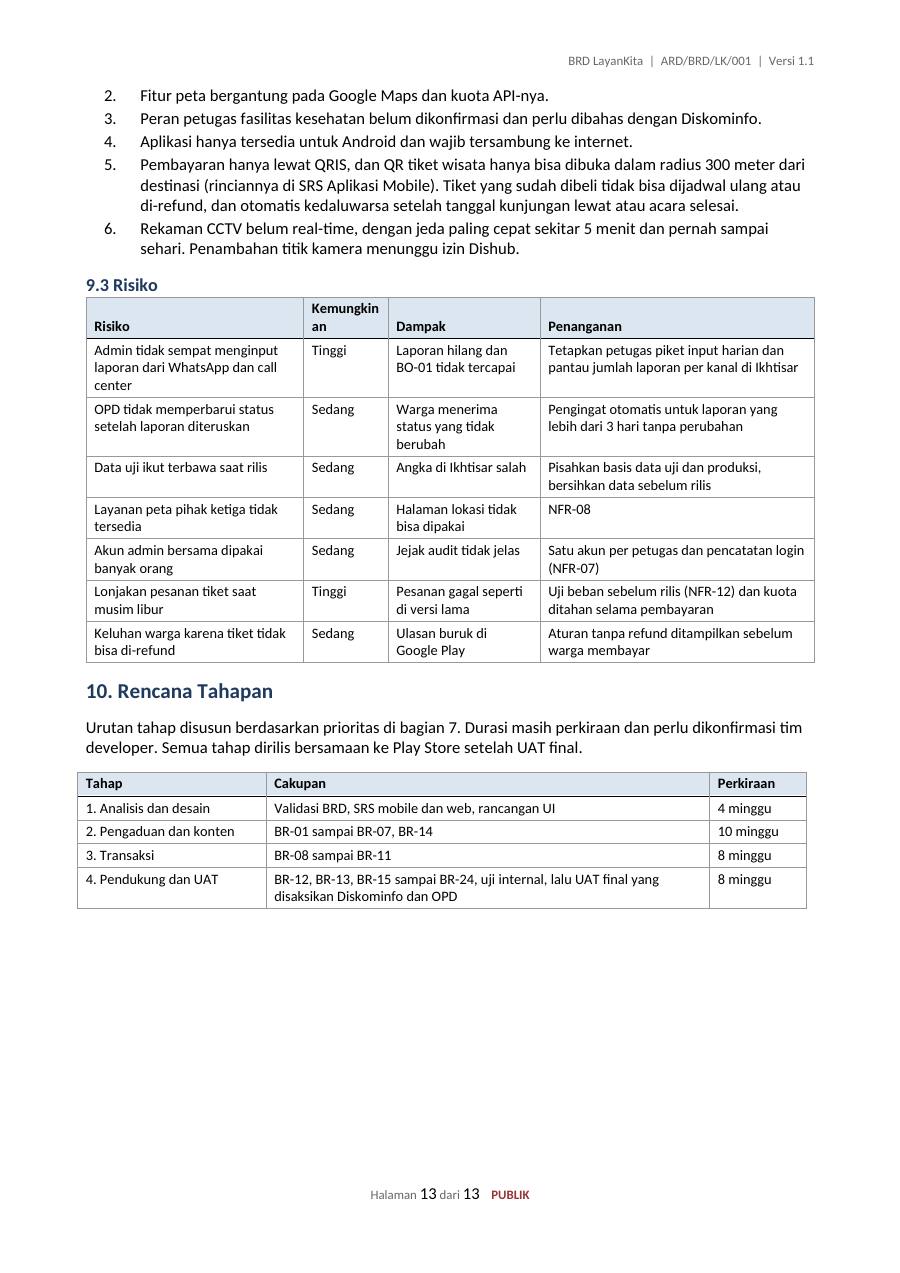 BRD LayanKita | ARD/BRD/LK/001 | Versi 1.1
2. Fitur peta bergantung pada Google Maps dan kuota API-nya.
3. Peran petugas fasilitas kesehatan belum dikonfirmasi dan perlu dibahas dengan Diskominfo.
4. Aplikasi hanya tersedia untuk Android dan wajib tersambung ke internet.
5. Pembayaran hanya lewat QRIS, dan QR tiket wisata hanya bisa dibuka dalam radius 300 meter dari
destinasi (rinciannya di SRS Aplikasi Mobile). Tiket yang sudah dibeli tidak bisa dijadwal ulang atau
di-refund, dan otomatis kedaluwarsa setelah tanggal kunjungan lewat atau acara selesai.
6. Rekaman CCTV belum real-time, dengan jeda paling cepat sekitar 5 menit dan pernah sampai
sehari. Penambahan titik kamera menunggu izin Dishub.
9.3 Risiko
Risiko
Kemungkin
an
Dampak
Penanganan
Admin tidak sempat menginput
laporan dari WhatsApp dan call
center
Tinggi
Laporan hilang dan
BO-01 tidak tercapai
Tetapkan petugas piket input harian dan
pantau jumlah laporan per kanal di Ikhtisar
OPD tidak memperbarui status
setelah laporan diteruskan
Sedang
Warga menerima
status yang tidak
berubah
Pengingat otomatis untuk laporan yang
lebih dari 3 hari tanpa perubahan
Data uji ikut terbawa saat rilis
Sedang
Angka di Ikhtisar salah
Pisahkan basis data uji dan produksi,
bersihkan data sebelum rilis
Layanan peta pihak ketiga tidak
tersedia
Sedang
Halaman lokasi tidak
bisa dipakai
NFR-08
Akun admin bersama dipakai
banyak orang
Sedang
Jejak audit tidak jelas
Satu akun per petugas dan pencatatan login
(NFR-07)
Lonjakan pesanan tiket saat
musim libur
Tinggi
Pesanan gagal seperti
di versi lama
Uji beban sebelum rilis (NFR-12) dan kuota
ditahan selama pembayaran
Keluhan warga karena tiket tidak
bisa di-refund
Sedang
Ulasan buruk di
Google Play
Aturan tanpa refund ditampilkan sebelum
warga membayar
10. Rencana Tahapan
Urutan tahap disusun berdasarkan prioritas di bagian 7. Durasi masih perkiraan dan perlu dikonfirmasi tim
developer. Semua tahap dirilis bersamaan ke Play Store setelah UAT final.
Tahap
Cakupan
Perkiraan
1. Analisis dan desain
Validasi BRD, SRS mobile dan web, rancangan UI
4 minggu
2. Pengaduan dan konten
BR-01 sampai BR-07, BR-14
10 minggu
3. Transaksi
BR-08 sampai BR-11
8 minggu
4. Pendukung dan UAT
BR-12, BR-13, BR-15 sampai BR-24, uji internal, lalu UAT final yang
disaksikan Diskominfo dan OPD
8 minggu
Halaman 13 dari 13 PUBLIK